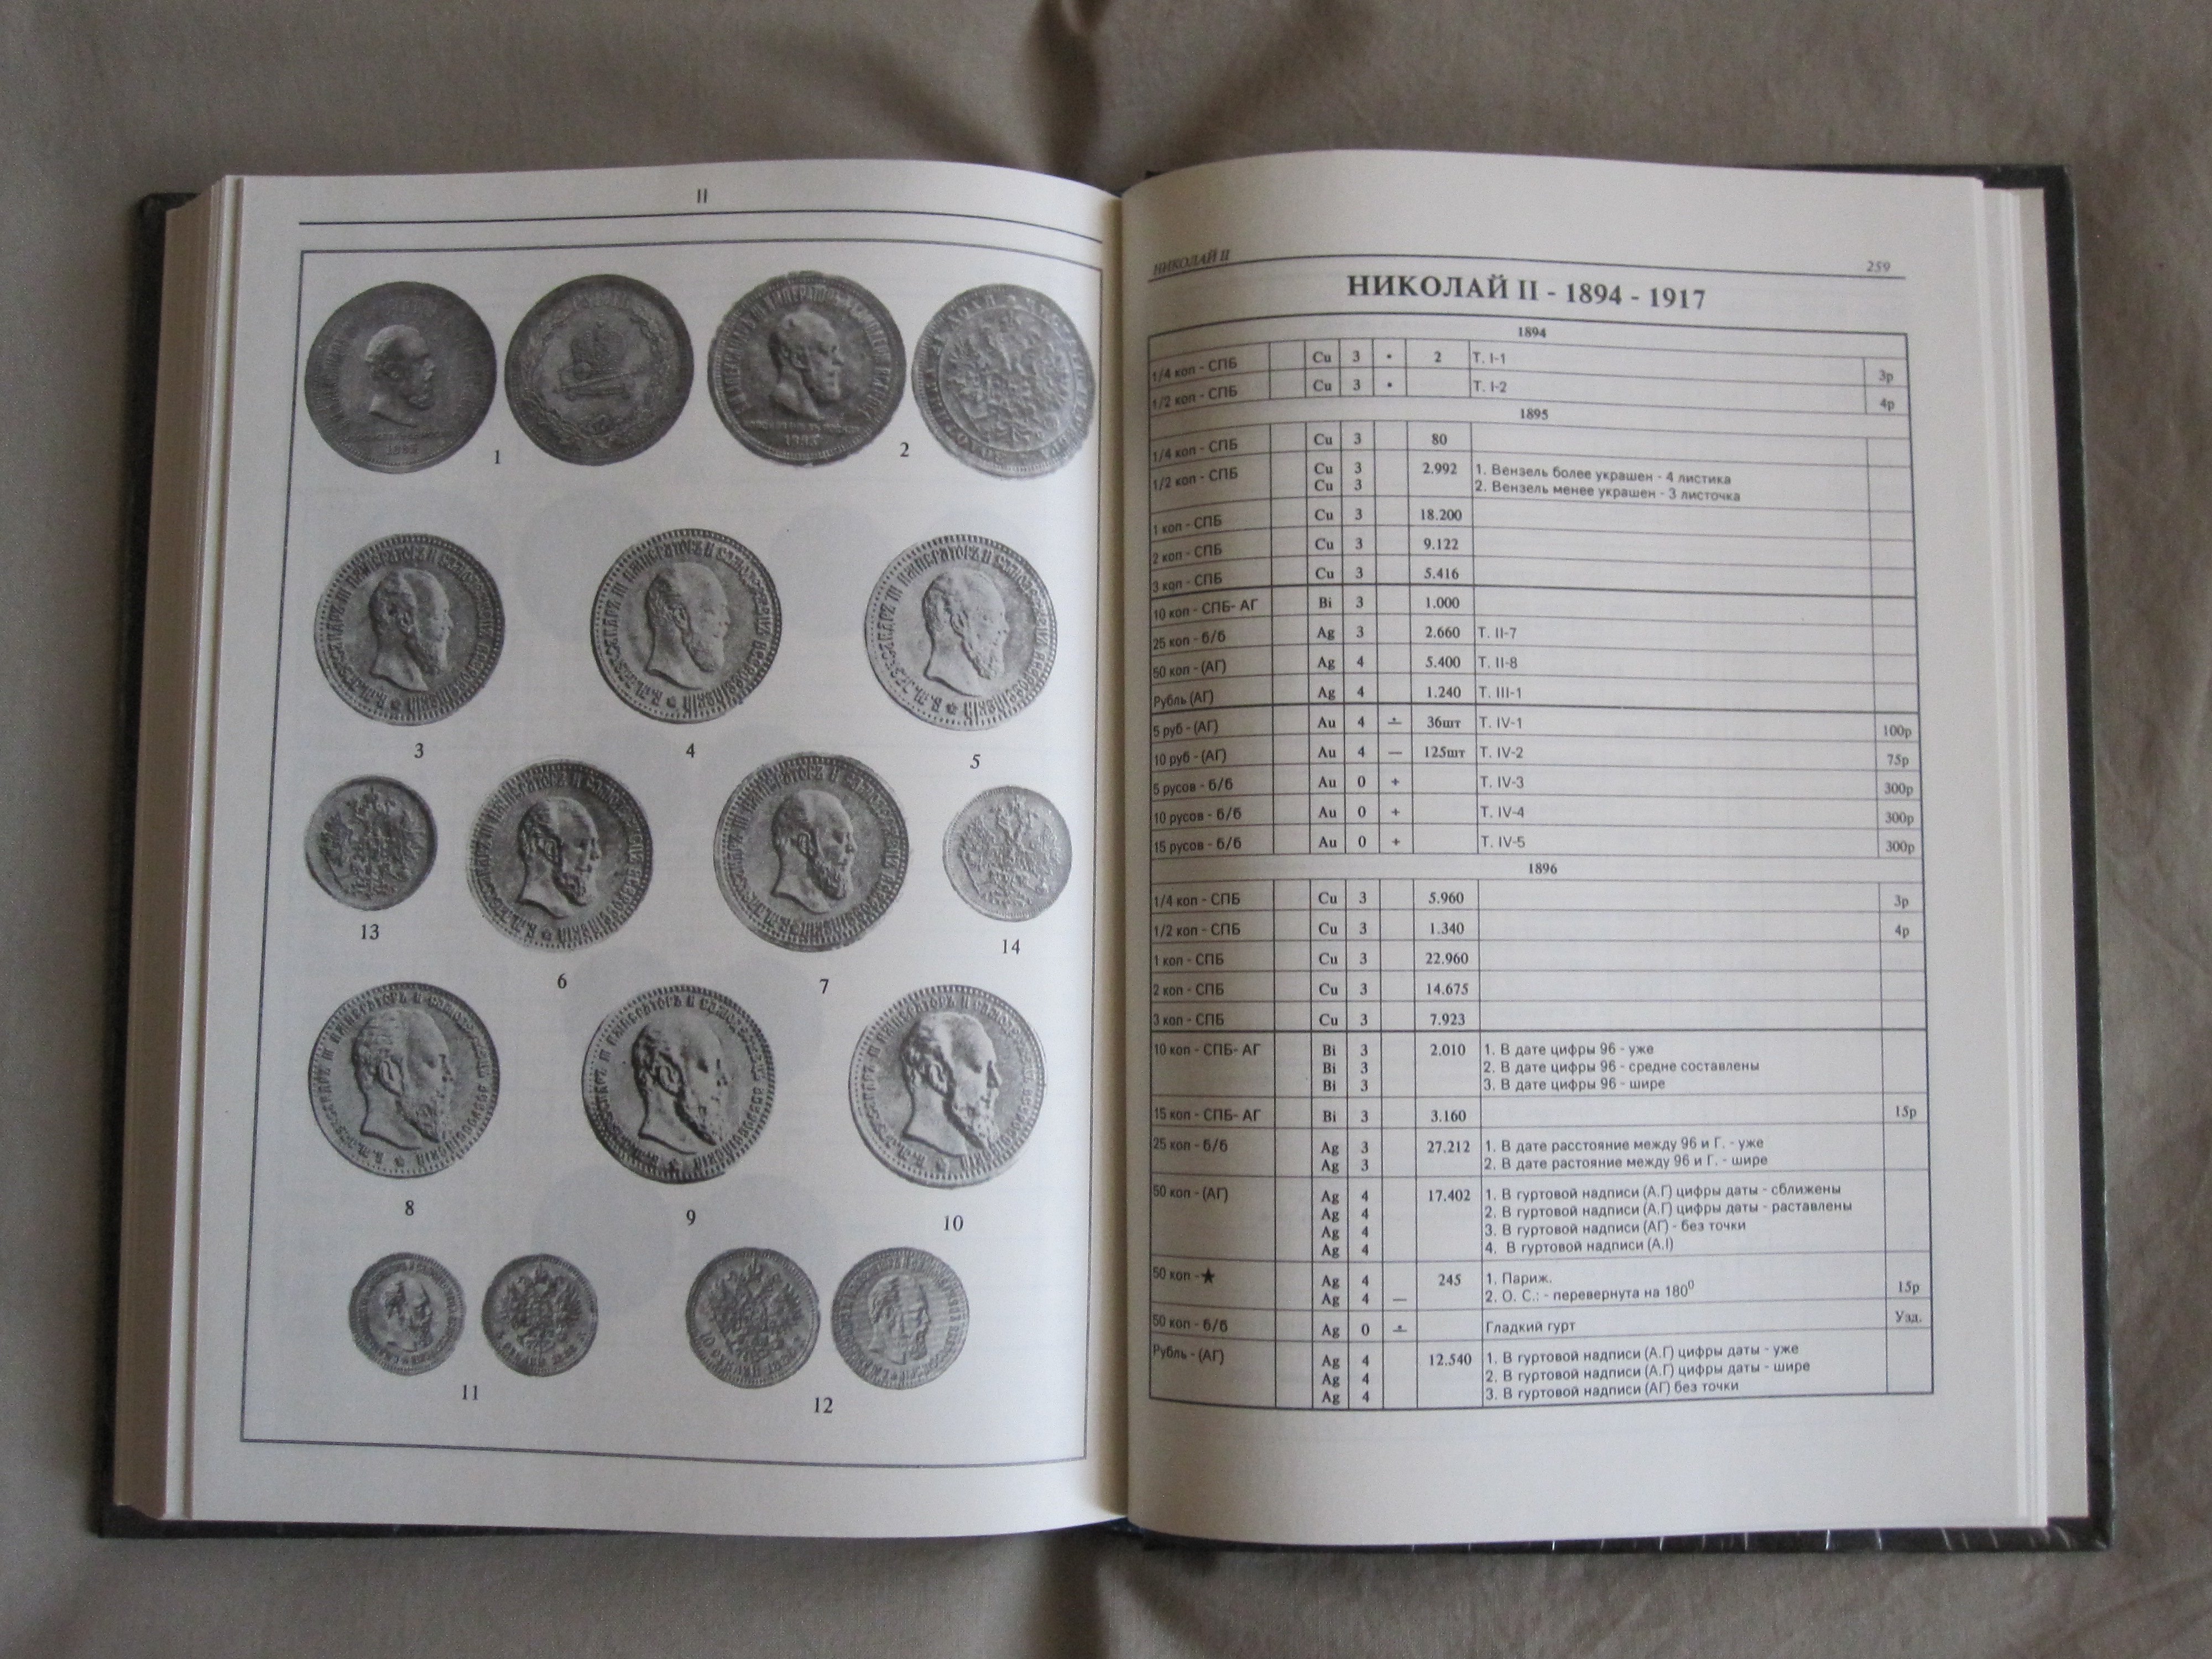 II
1
2
3
4
5
13
6
7
14
8
9
10
11
12
НИКОЛАЙ II
259
НИКОЛАЙ II - 1894 - 1917
1894
1/4 коп - СПБ Cu 3 • 2 Т. I-1 3р
1/2 коп - СПБ Cu 3 • Т. I-2 4р
1895
1/4 коп - СПБ Cu 3 80
1/2 коп - СПБ Cu 3 2.992 1. Вензель более украшен - 4 листика
Cu 3 2. Вензель менее украшен - 3 листочка
1 коп - СПБ Cu 3 18.200
2 коп - СПБ Cu 3 9.122
3 коп - СПБ Cu 3 5.416
10 коп - СПБ- АГ Bi 3 1.000
25 коп - б/б Ag 3 2.660 Т. II-7
50 коп - (АГ) Ag 4 5.400 Т. II-8
Рубль (АГ) Ag 4 1.240 Т. III-1
5 руб - (АГ) Au 4 ∸ 36шт Т. IV-1 100р
10 руб - (АГ) Au 4 — 125шт Т. IV-2 75р
5 русов - б/б Au 0 + Т. IV-3 300р
10 русов - б/б Au 0 + Т. IV-4 300р
15 русов - б/б Au 0 + Т. IV-5 300р
1896
1/4 коп - СПБ Cu 3 5.960 3р
1/2 коп - СПБ Cu 3 1.340 4р
1 коп - СПБ Cu 3 22.960
2 коп - СПБ Cu 3 14.675
3 коп - СПБ Cu 3 7.923
10 коп - СПБ- АГ Bi 3 2.010 1. В дате цифры 96 - уже
Bi 3 2. В дате цифры 96 - средне составлены
Bi 3 3. В дате цифры 96 - шире
15 коп - СПБ- АГ Bi 3 3.160 15р
25 коп - б/б Ag 3 27.212 1. В дате расстояние между 96 и Г. - уже
Ag 3 2. В дате растояние между 96 и Г. - шире
50 коп - (АГ) Ag 4 17.402 1. В гуртовой надписи (А.Г) цифры даты - сближены
Ag 4 2. В гуртовой надписи (А.Г) цифры даты - раставлены
Ag 4 3. В гуртовой надписи (АГ) - без точки
Ag 4 4. В гуртовой надписи (А.I)
50 коп -★ Ag 4 245 1. Париж. 15р
Ag 4 — 2. О. С.: - перевернута на 180⁰
50 коп - б/б Ag 0 ∸ Гладкий гурт Узд.
Рубль - (АГ) Ag 4 12.540 1. В гуртовой надписи (А.Г) цифры даты - уже
Ag 4 2. В гуртовой надписи (А.Г) цифры даты - шире
Ag 4 3. В гуртовой надписи (АГ) без точки